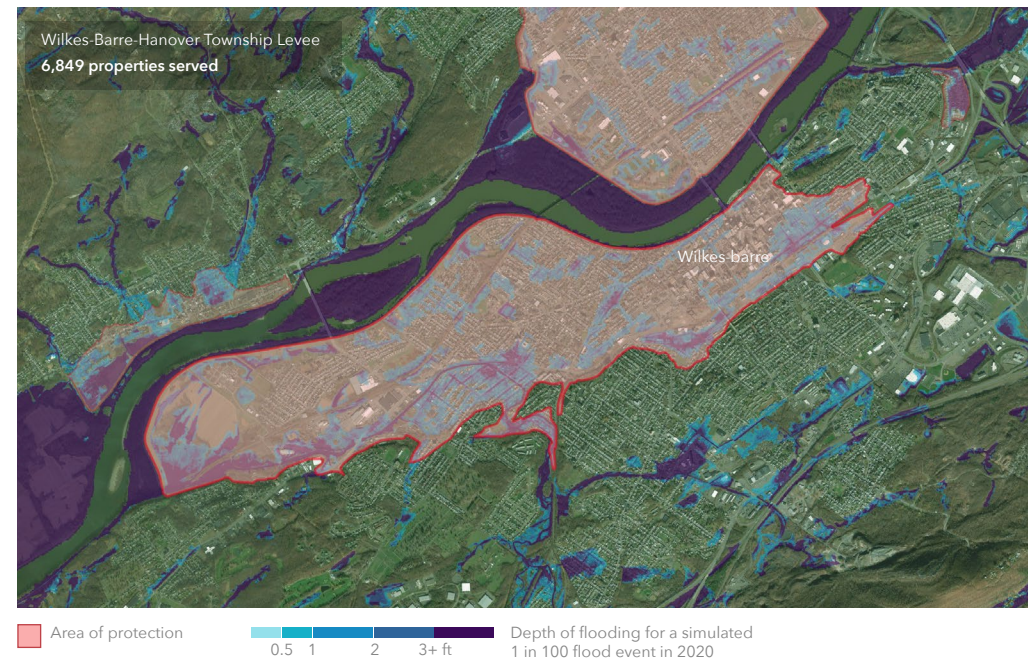 Wilkes-Barre-Hanover Township Levee
6,849 properties served
Wilkes-barre
Area of protection
0.5 1 2 3+ ft
Depth of flooding for a simulated
1 in 100 flood event in 2020